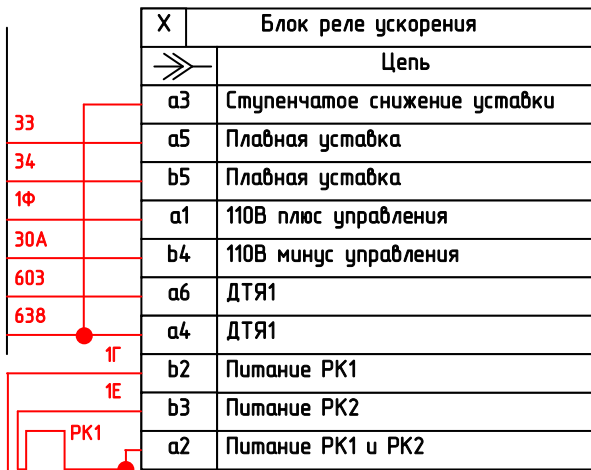 X Блок реле ускорения
Цепь
a3 Ступенчатое снижение уставки
33 a5 Плавная уставка
34 b5 Плавная уставка
1Ф a1 110В плюс управления
30А b4 110В минус управления
603 a6 ДТЯ1
638 a4 ДТЯ1
1Г b2 Питание РК1
1Е b3 Питание РК2
РК1 a2 Питание РК1 и РК2